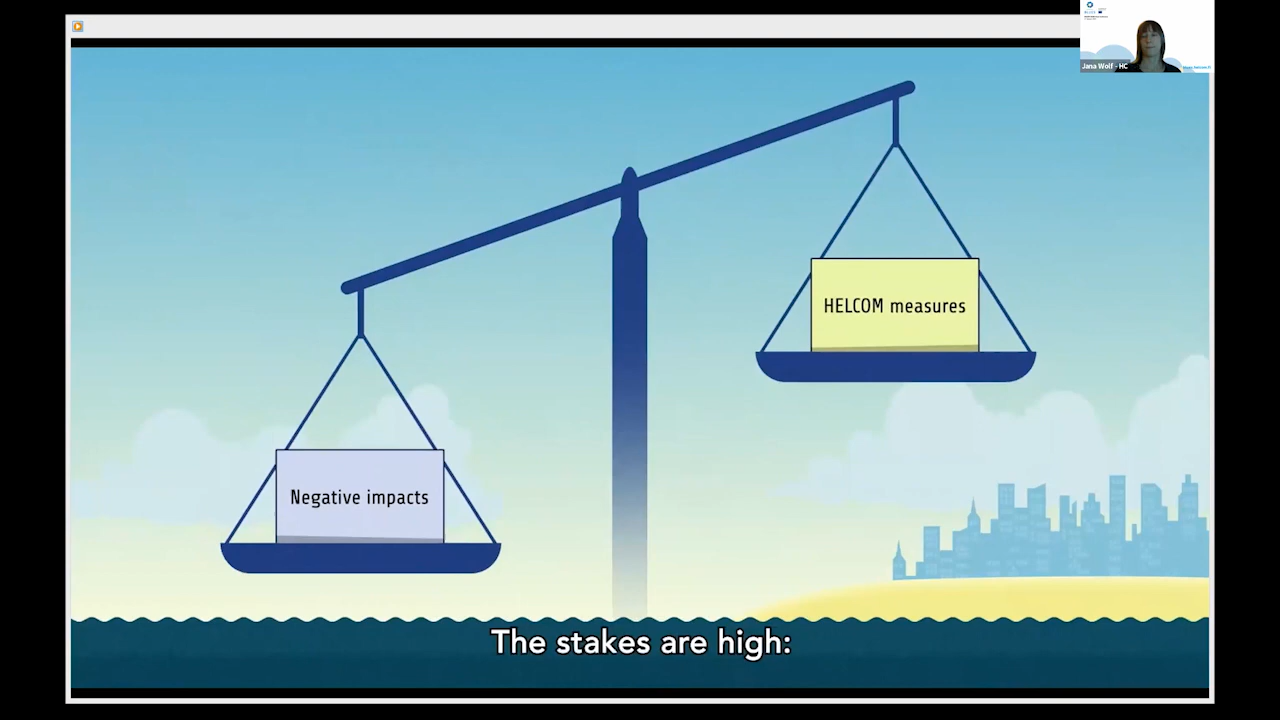 Jana Wolf - HC
HELCOM measures
Negative impacts
The stakes are high: